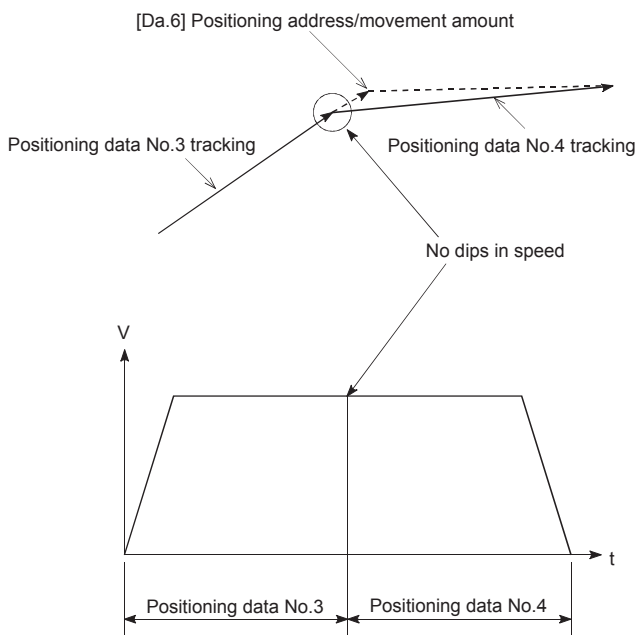 [Da.6] Positioning address/movement amount
Positioning data No.3 tracking
Positioning data No.4 tracking
No dips in speed
V
t
Positioning data No.3
Positioning data No.4